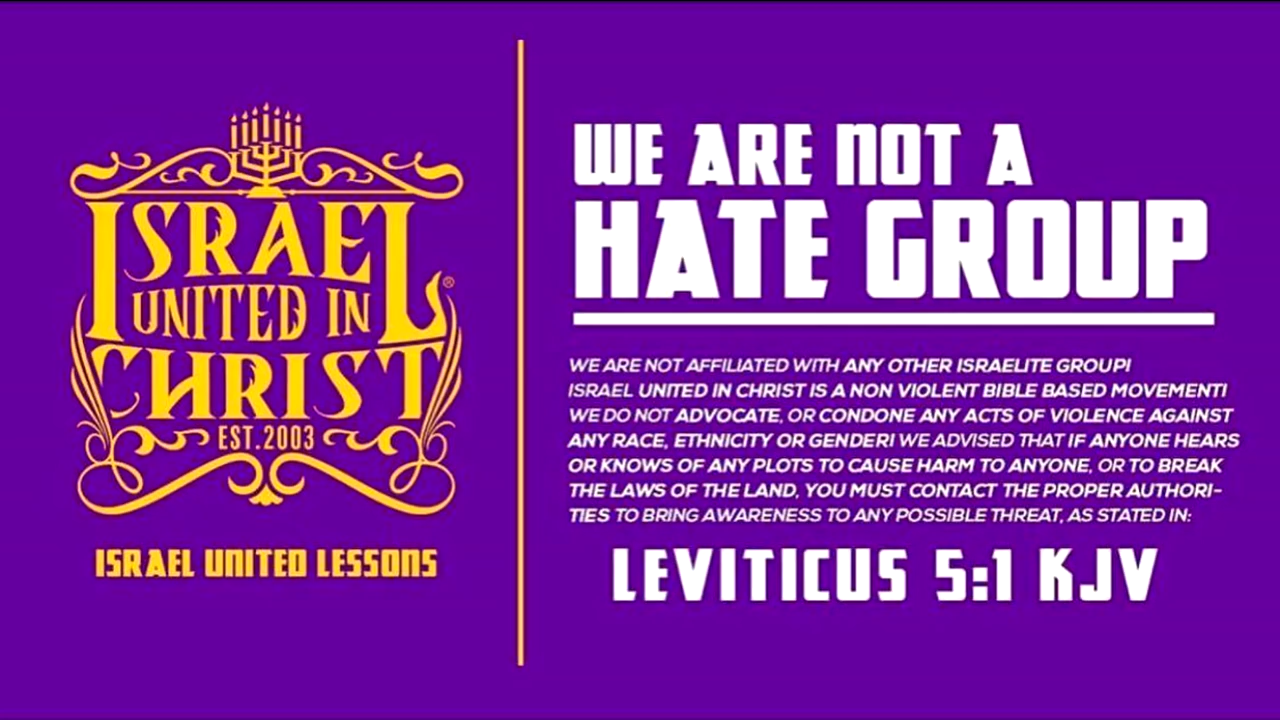 ISRAEL
UNITED IN
CHRIST
EST. 2003
ISRAEL UNITED LESSONS
WE ARE NOT A
HATE GROUP
WE ARE NOT AFFILIATED WITH ANY OTHER ISRAELITE GROUP!
ISRAEL UNITED IN CHRIST IS A NON VIOLENT BIBLE BASED MOVEMENT!
WE DO NOT ADVOCATE, OR CONDONE ANY ACTS OF VIOLENCE AGAINST
ANY RACE, ETHNICITY OR GENDER! WE ADVISED THAT IF ANYONE HEARS
OR KNOWS OF ANY PLOTS TO CAUSE HARM TO ANYONE, OR TO BREAK
THE LAWS OF THE LAND, YOU MUST CONTACT THE PROPER AUTHORI-
TIES TO BRING AWARENESS TO ANY POSSIBLE THREAT, AS STATED IN:
LEVITICUS 5:1 KJV